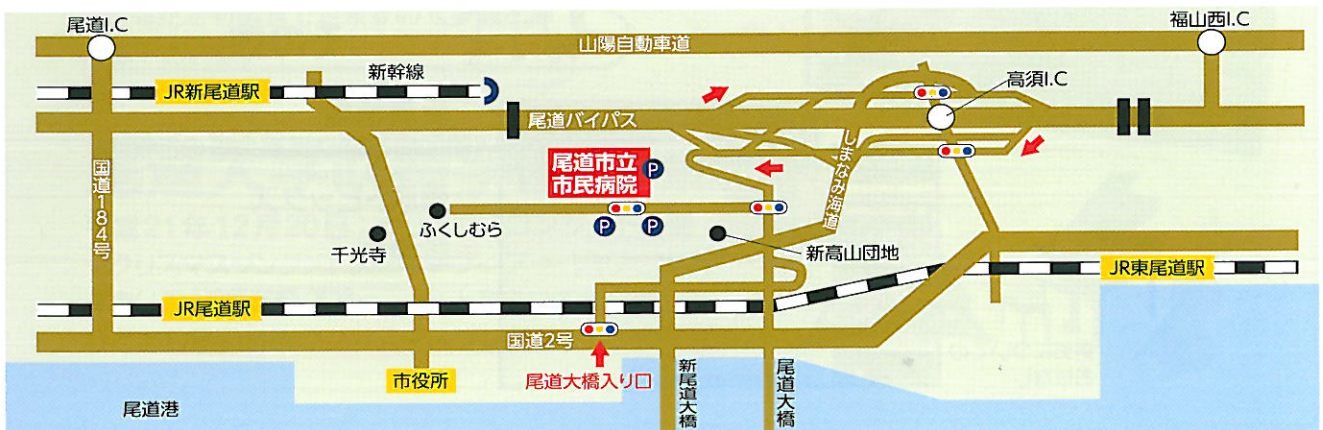 尾道I.C
福山西I.C
山陽自動車道
新幹線
JR新尾道駅
高須I.C
尾道バイパス
しまなみ海道
国道184号
尾道市立
市民病院
P
P
P
ふくしむら
千光寺
新高山団地
JR東尾道駅
JR尾道駅
国道2号
市役所
尾道大橋入り口
新尾道大橋
尾道大橋
尾道港